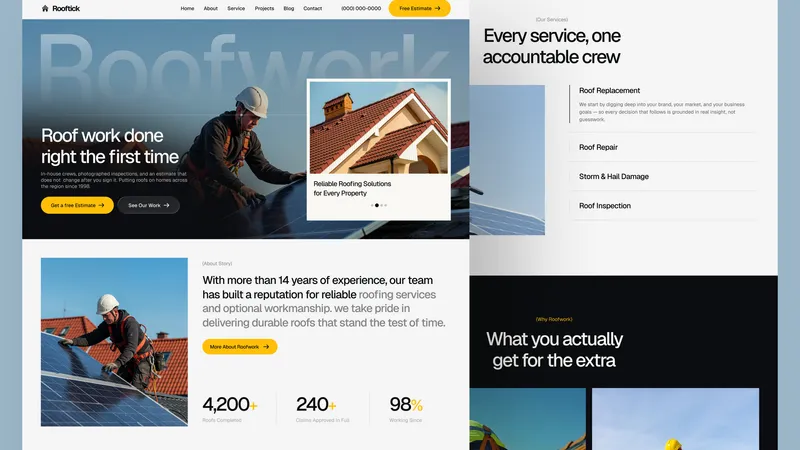 Rooftick
Home
About
Service
Projects
Blog
Contact
(000) 000-0000
Free Estimate
Roofwork
Roof work done
right the first time
In-house crews, photographed inspections, and an estimate that
does not change after you sign it. Putting roofs on homes across
the region since 1998.
Get a free Estimate
See Our Work
Reliable Roofing Solutions
for Every Property
(About Story)
With more than 14 years of experience, our team
has built a reputation for reliable roofing services
and optional workmanship. we take pride in
delivering durable roofs that stand the test of time.
More About Roofwork
4,200+
Roofs Completed
240+
Claims Approved in Full
98%
Working Since
(Our Services)
Every service, one
accountable crew
Roof Replacement
We start by digging deep into your brand, your market, and your business
goals — so every decision that follows is grounded in real insight, not
guesswork.
Roof Repair
Storm & Hail Damage
Roof Inspection
(Why Roofwork)
What you actually
get for the extra